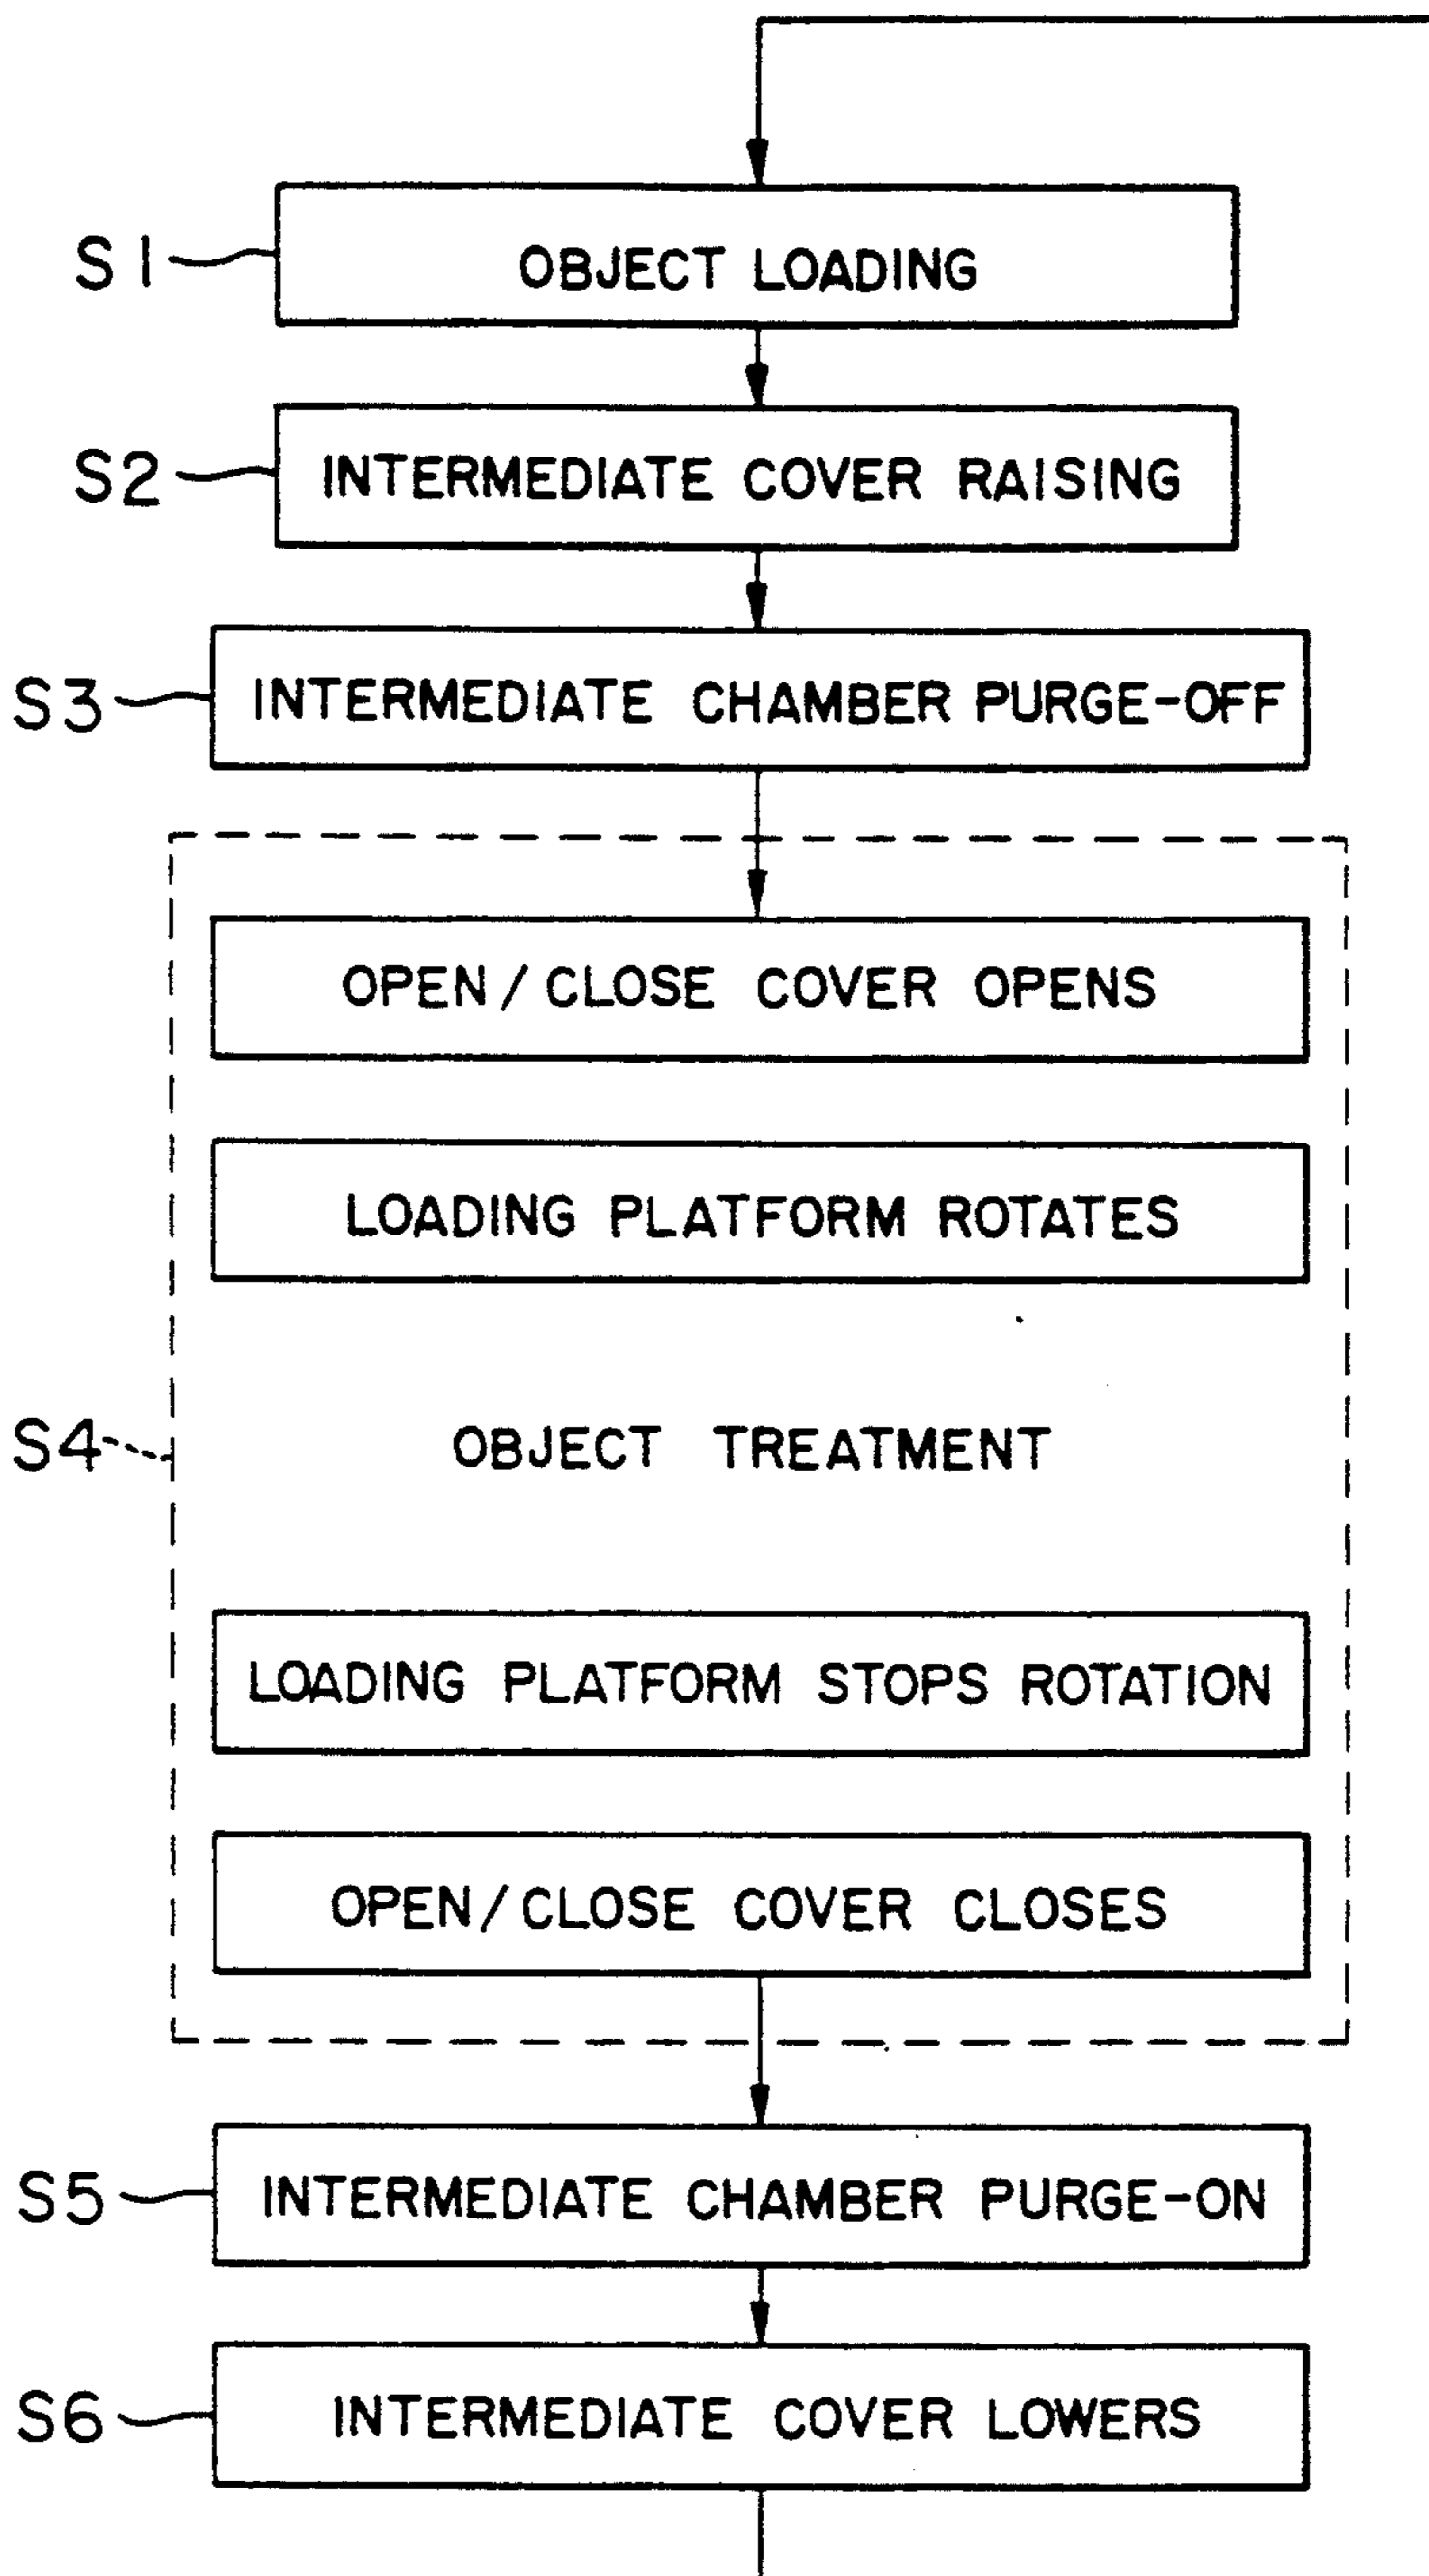 S1 OBJECT LOADING
S2 INTERMEDIATE COVER RAISING
S3 INTERMEDIATE CHAMBER PURGE-OFF
OPEN/CLOSE COVER OPENS
LOADING PLATFORM ROTATES
S4 OBJECT TREATMENT
LOADING PLATFORM STOPS ROTATION
OPEN/CLOSE COVER CLOSES
S5 INTERMEDIATE CHAMBER PURGE-ON
S6 INTERMEDIATE COVER LOWERS